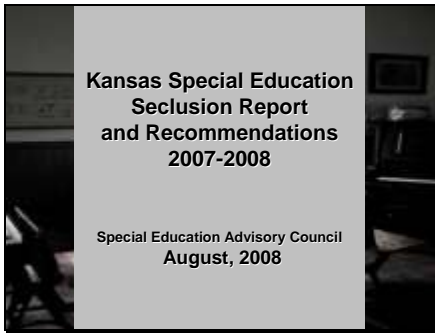 Kansas Special Education
Seclusion Report
and Recommendations
2007-2008
Special Education Advisory Council
August, 2008